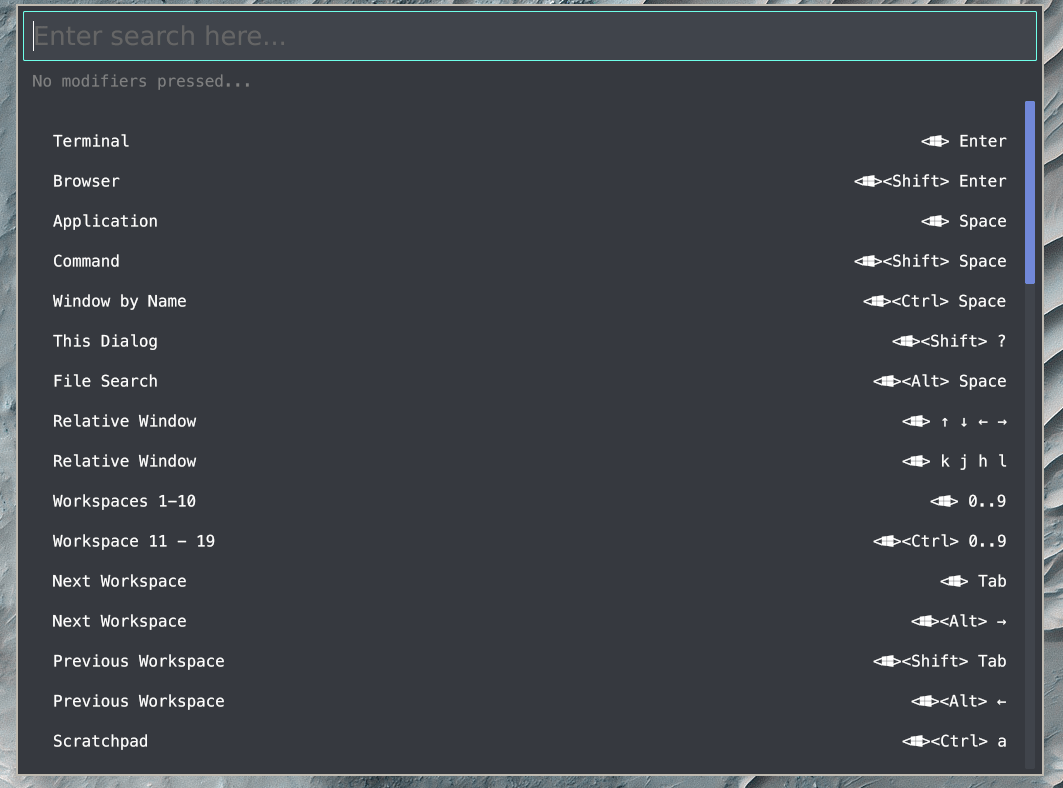 Enter search here...
No modifiers pressed...
Terminal <> Enter
Browser <><Shift> Enter
Application <> Space
Command <><Shift> Space
Window by Name <><Ctrl> Space
This Dialog <><Shift> ?
File Search <><Alt> Space
Relative Window <> ↑ ↓ ← →
Relative Window <> k j h l
Workspaces 1-10 <> 0..9
Workspace 11 - 19 <><Ctrl> 0..9
Next Workspace <> Tab
Next Workspace <><Alt> →
Previous Workspace <><Shift> Tab
Previous Workspace <><Alt> ←
Scratchpad <><Ctrl> a